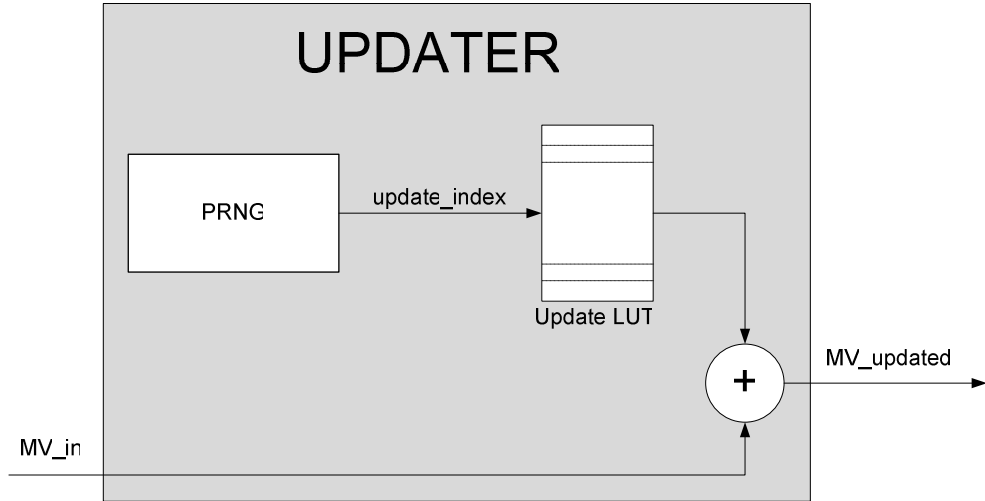 UPDATER
PRNG
update_index
Update LUT
+
MV_updated
MV_in